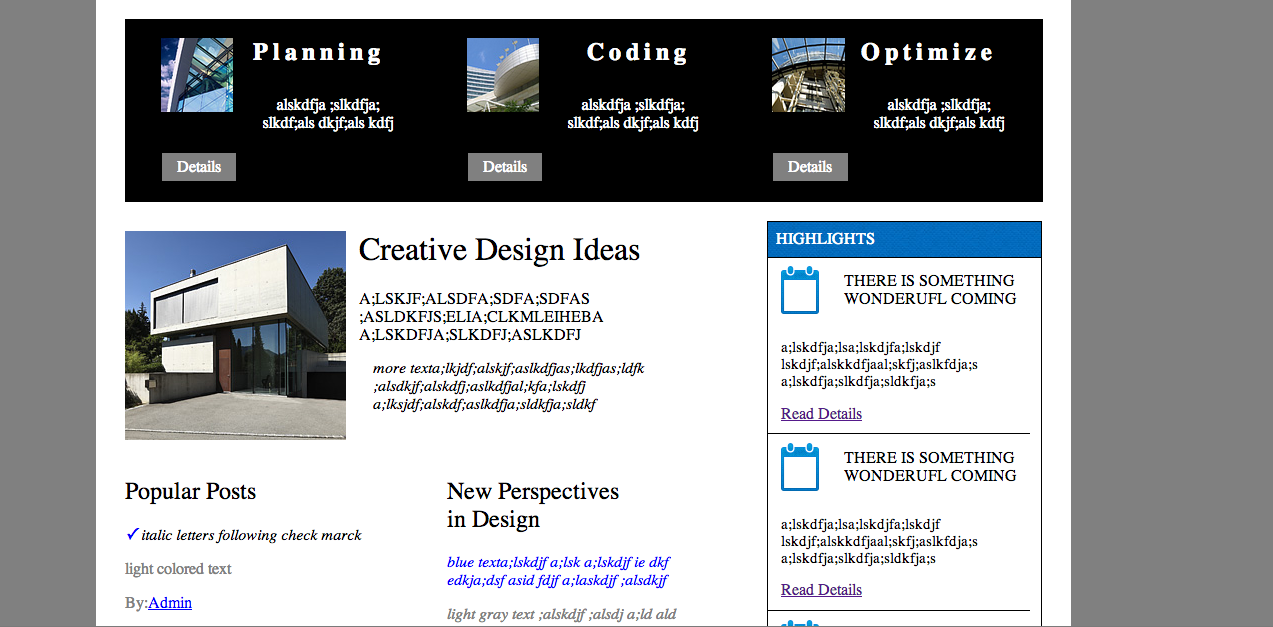 Planning
alskdfja ;slkdfja;
slkdf;als dkjf;als kdfj
Details
Coding
alskdfja ;slkdfja;
slkdf;als dkjf;als kdfj
Details
Optimize
alskdfja ;slkdfja;
slkdf;als dkjf;als kdfj
Details
Creative Design Ideas
A;LSKJF;ALSDFA;SDFA;SDFAS
;ASLDKFJS;ELIA;CLKMLEIHEBA
A;LSKDFJA;SLKDFJ;ASLKDFJ
more texta;lkjdf;alskjf;aslkdfjas;lkdfjas;ldfk
;alsdkjf;alskdfj;aslkdfjal;kfa;lskdfj
a;lksjdf;alskdf;aslkdfja;sldkfja;sldkf
Popular Posts
✓italic letters following check marck
light colored text
By:Admin
New Perspectives
in Design
blue texta;lskdjf a;lsk a;lskdjf ie dkf
edkja;dsf asid fdjf a;laskdjf ;alsdkjf
light gray text ;alskdjf ;alsdj a;ld ald
HIGHLIGHTS
THERE IS SOMETHING
WONDERUFL COMING
a;lskdfja;lsa;lskdjfa;lskdjf
lskdjf;alskkdfjaal;skfj;aslkfdja;s
a;lskdfja;slkdfja;sldkfja;s
Read Details
THERE IS SOMETHING
WONDERUFL COMING
a;lskdfja;lsa;lskdjfa;lskdjf
lskdjf;alskkdfjaal;skfj;aslkfdja;s
a;lskdfja;slkdfja;sldkfja;s
Read Details